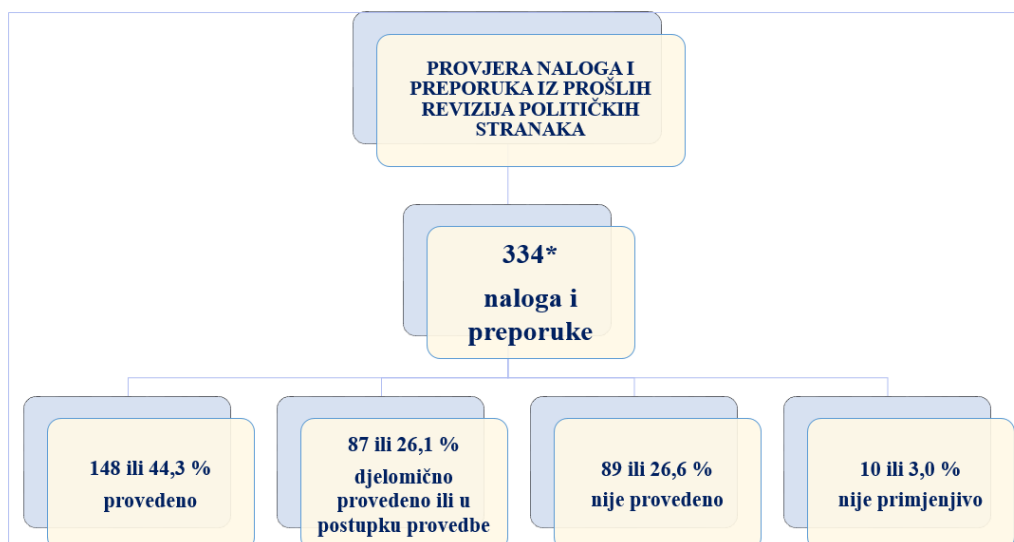 PROVJERA NALOGA I
PREPORUKA IZ PROŠLIH
REVIZIJA POLITIČKIH
STRANAKA
334*
naloga i
preporuke
148 ili 44,3 %
provedeno
87 ili 26,1 %
djelomično
provedeno ili u
postupku provedbe
89 ili 26,6 %
nije provedeno
10 ili 3,0 %
nije primjenjivo